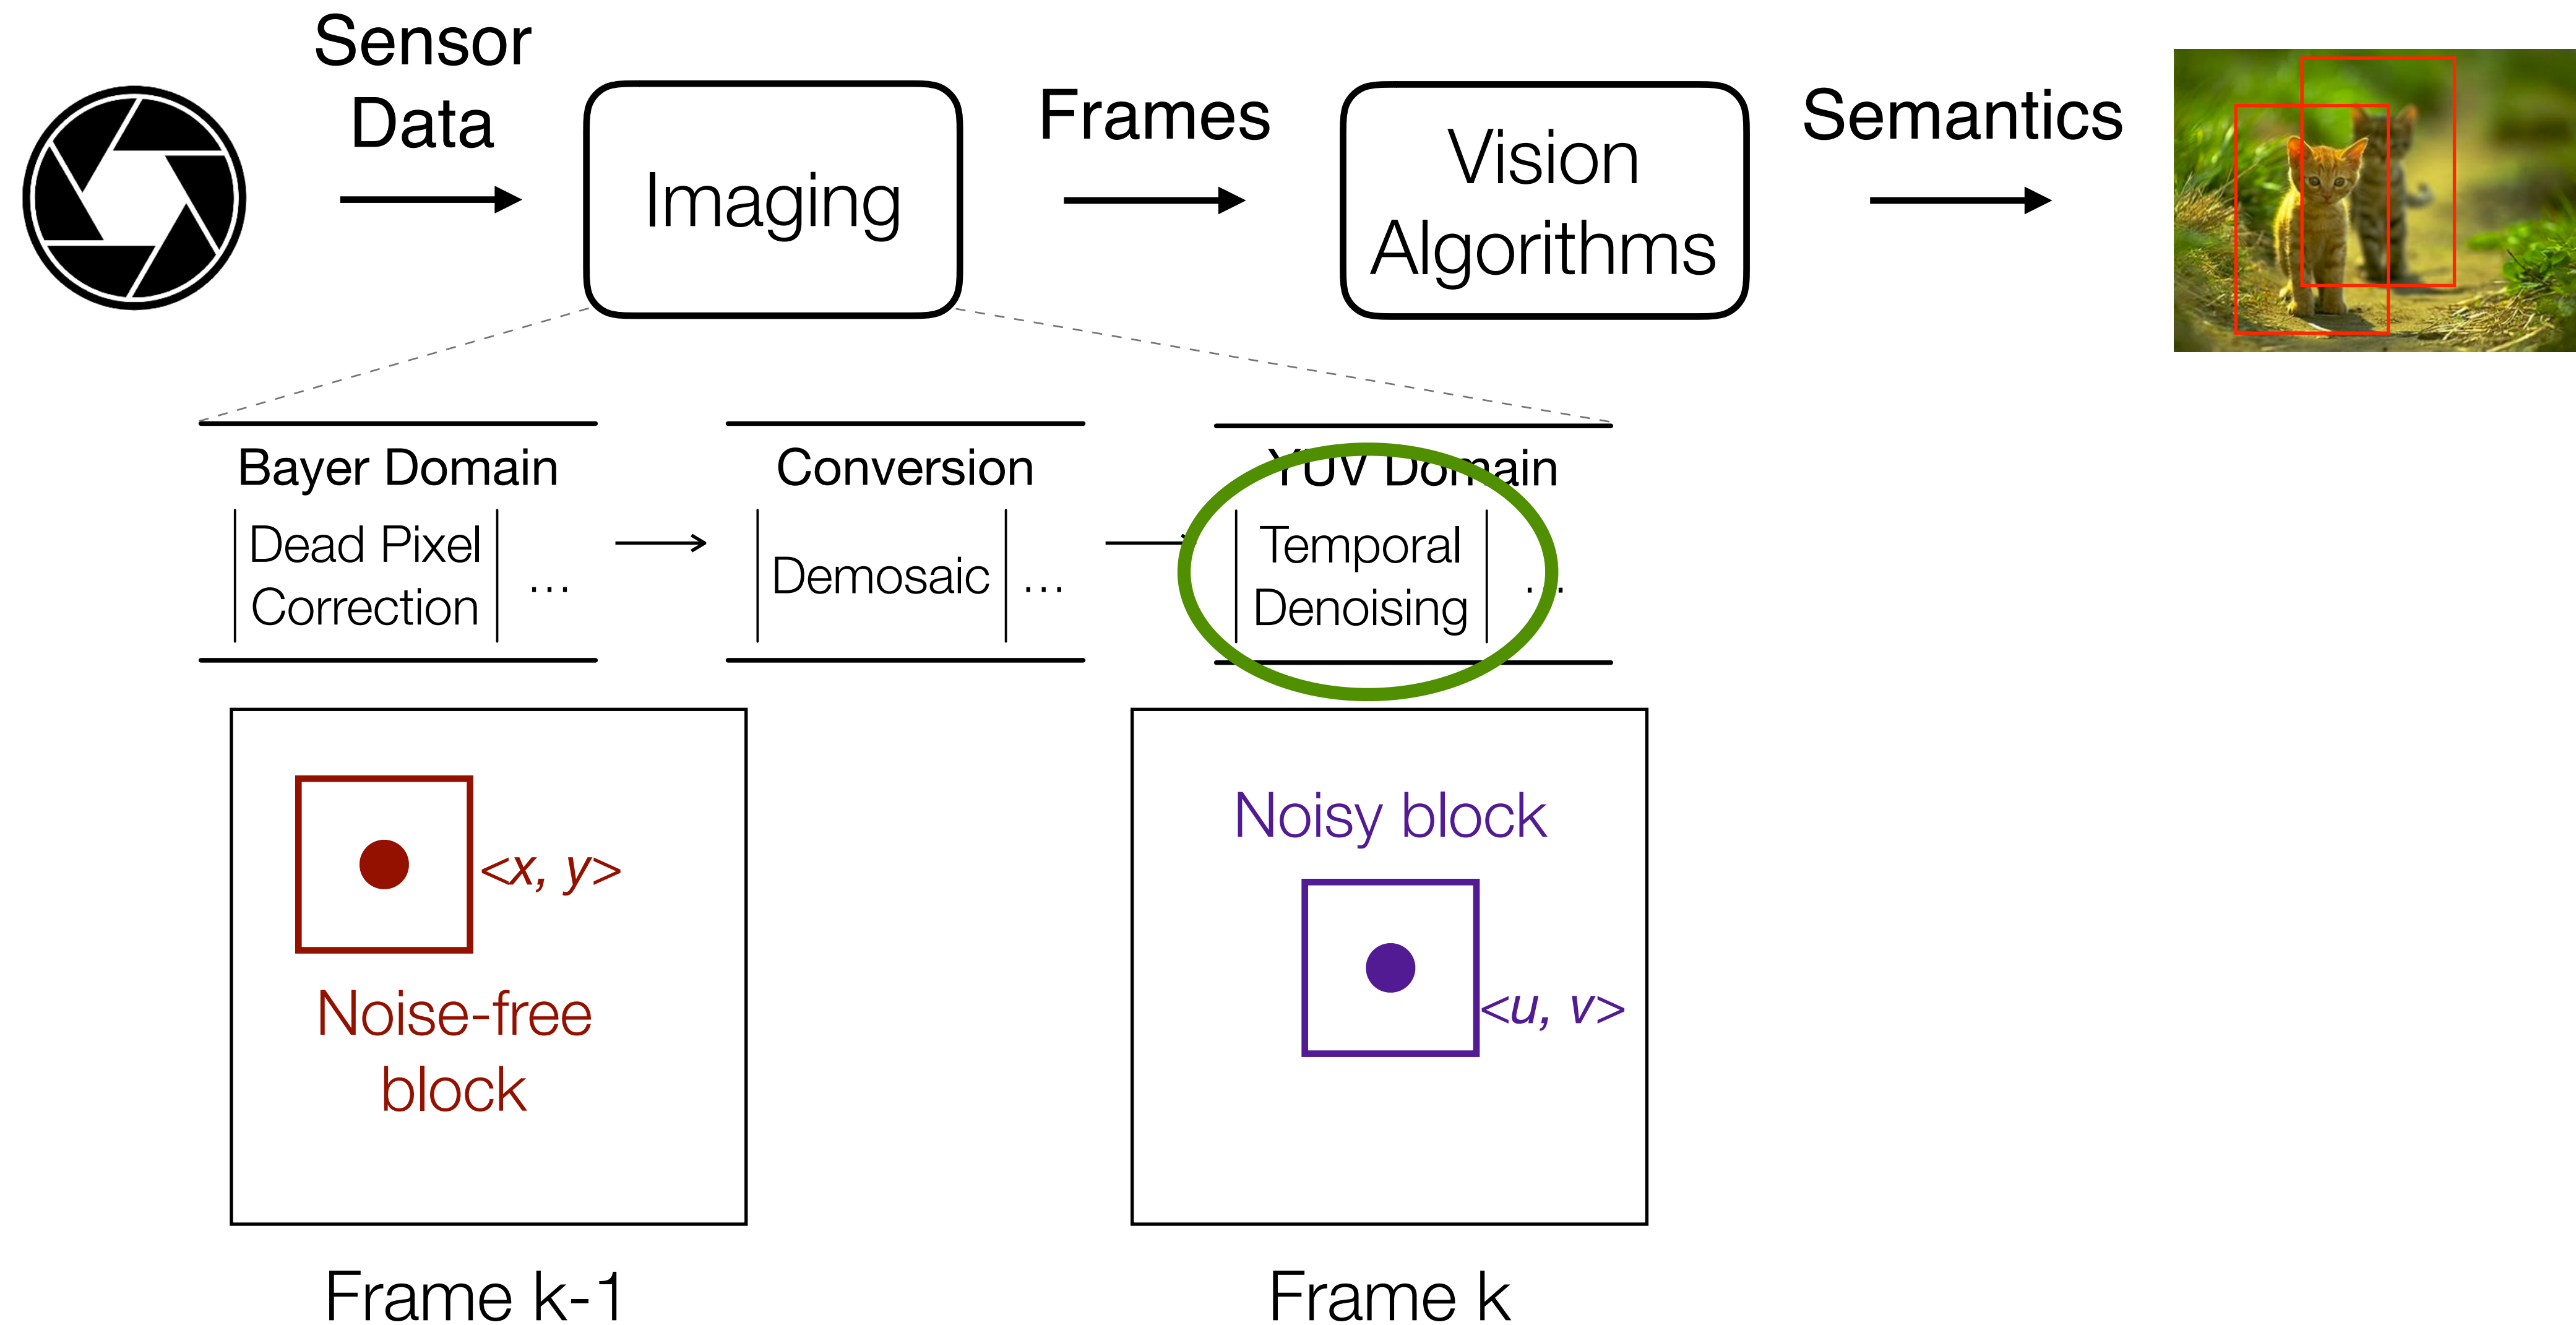 Sensor
Data
Imaging
Frames
Vision
Algorithms
Semantics
Bayer Domain
Dead Pixel
Correction
...
Conversion
Demosaic
...
YUV Domain
Temporal
Denoising
...
<x, y>
Noise-free
block
Frame k-1
Noisy block
<u, v>
Frame k